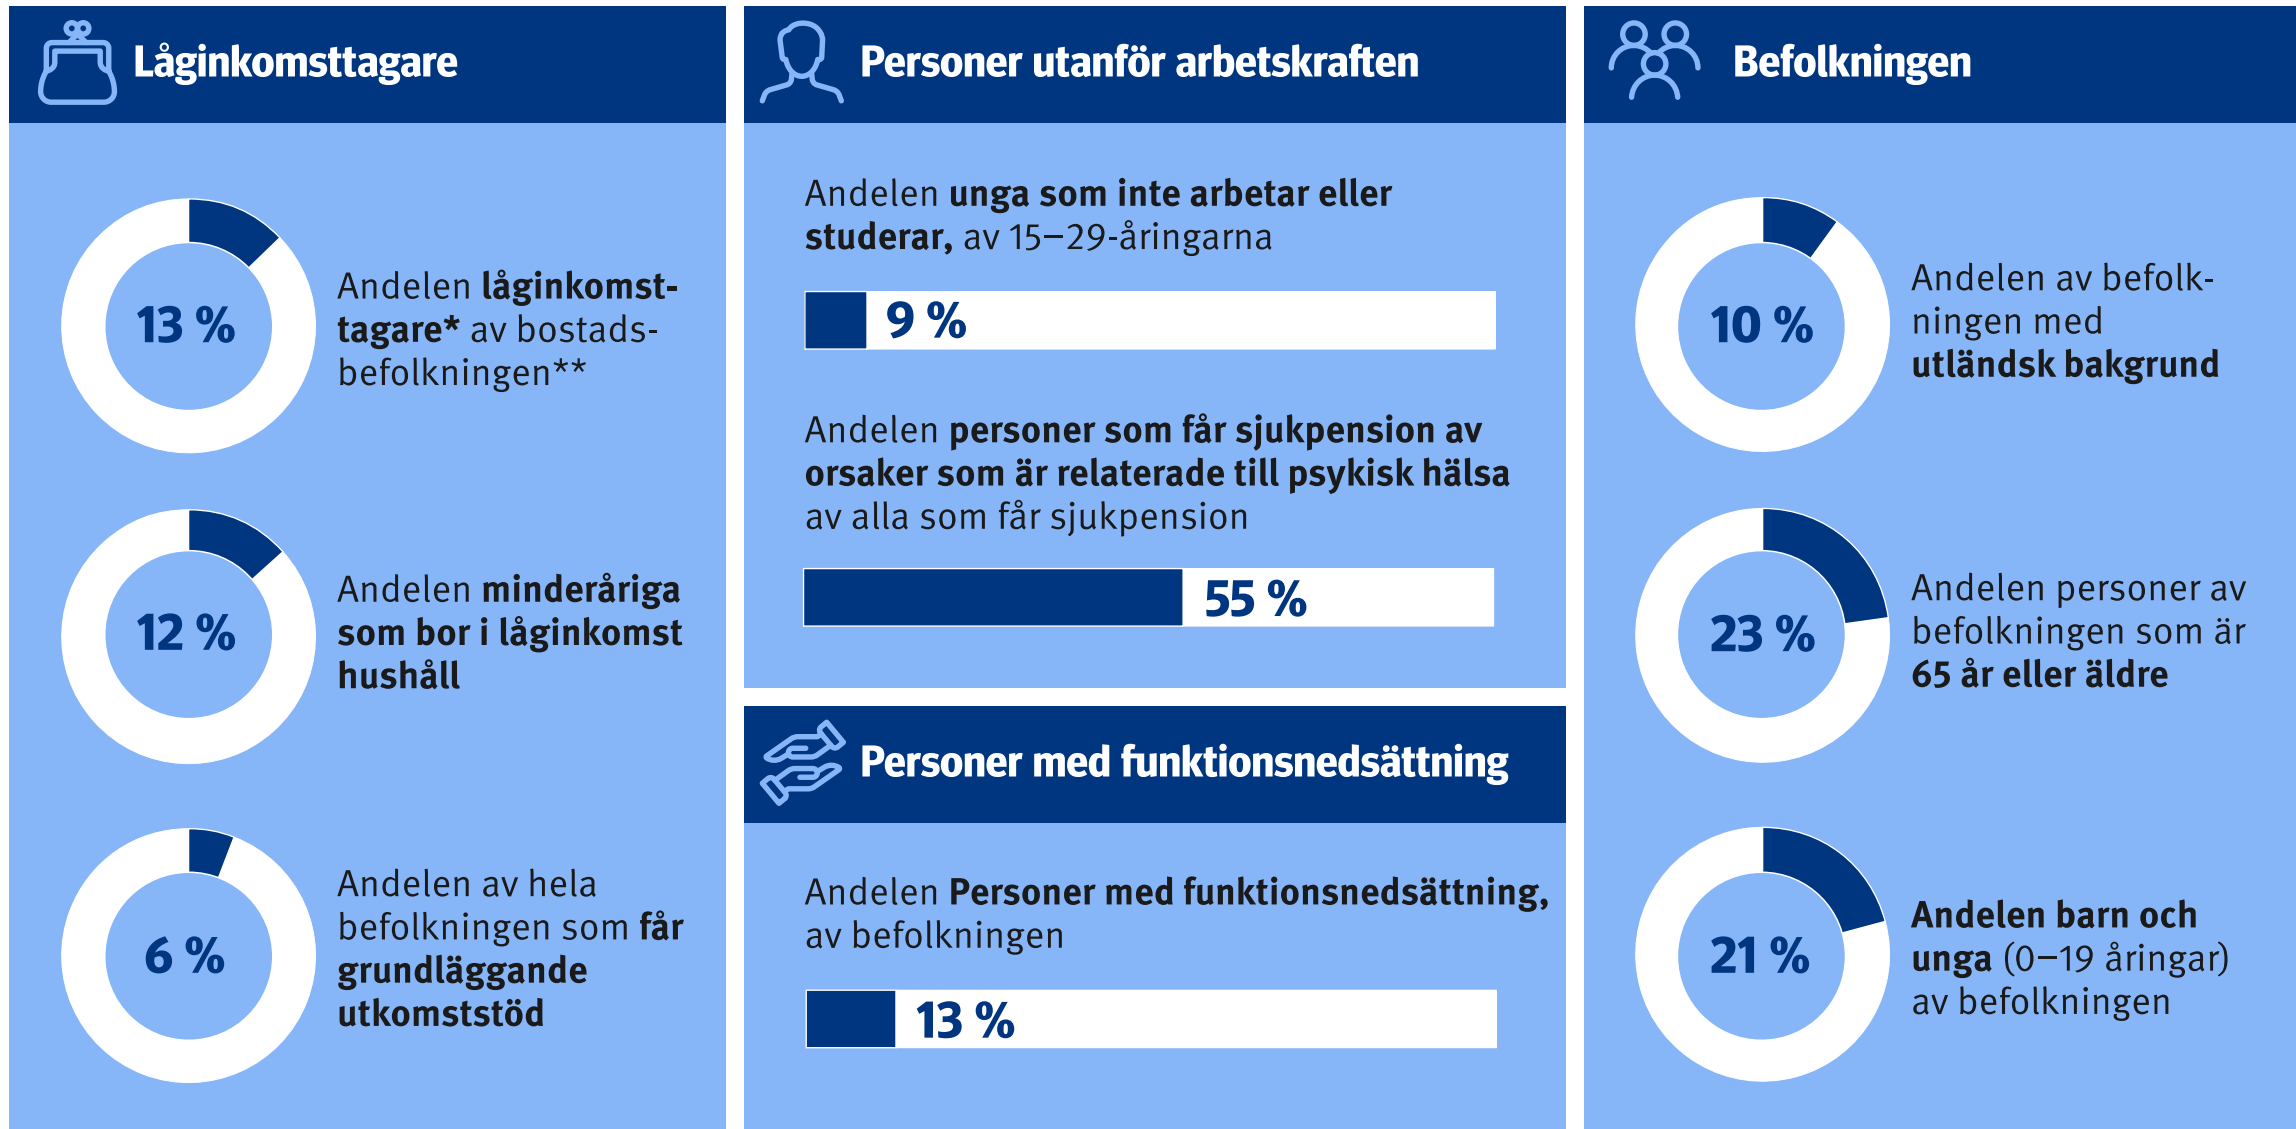 Låginkomsttagare
13 %
Andelen låginkomst-
tagare* av bostads-
befolkningen**
12 %
Andelen minderåriga
som bor i låginkomst
hushåll
6 %
Andelen av hela
befolkningen som får
grundläggande
utkomststöd
Personer utanför arbetskraften
Andelen unga som inte arbetar eller
studerar, av 15–29-åringarna
9 %
Andelen personer som får sjukpension av
orsaker som är relaterade till psykisk hälsa
av alla som får sjukpension
55 %
Personer med funktionsnedsättning
Andelen Personer med funktionsnedsättning,
av befolkningen
13 %
Befolkningen
10 %
Andelen av befolk-
ningen med
utländsk bakgrund
23 %
Andelen personer av
befolkningen som är
65 år eller äldre
21 %
Andelen barn och
unga (0–19 åringar)
av befolkningen